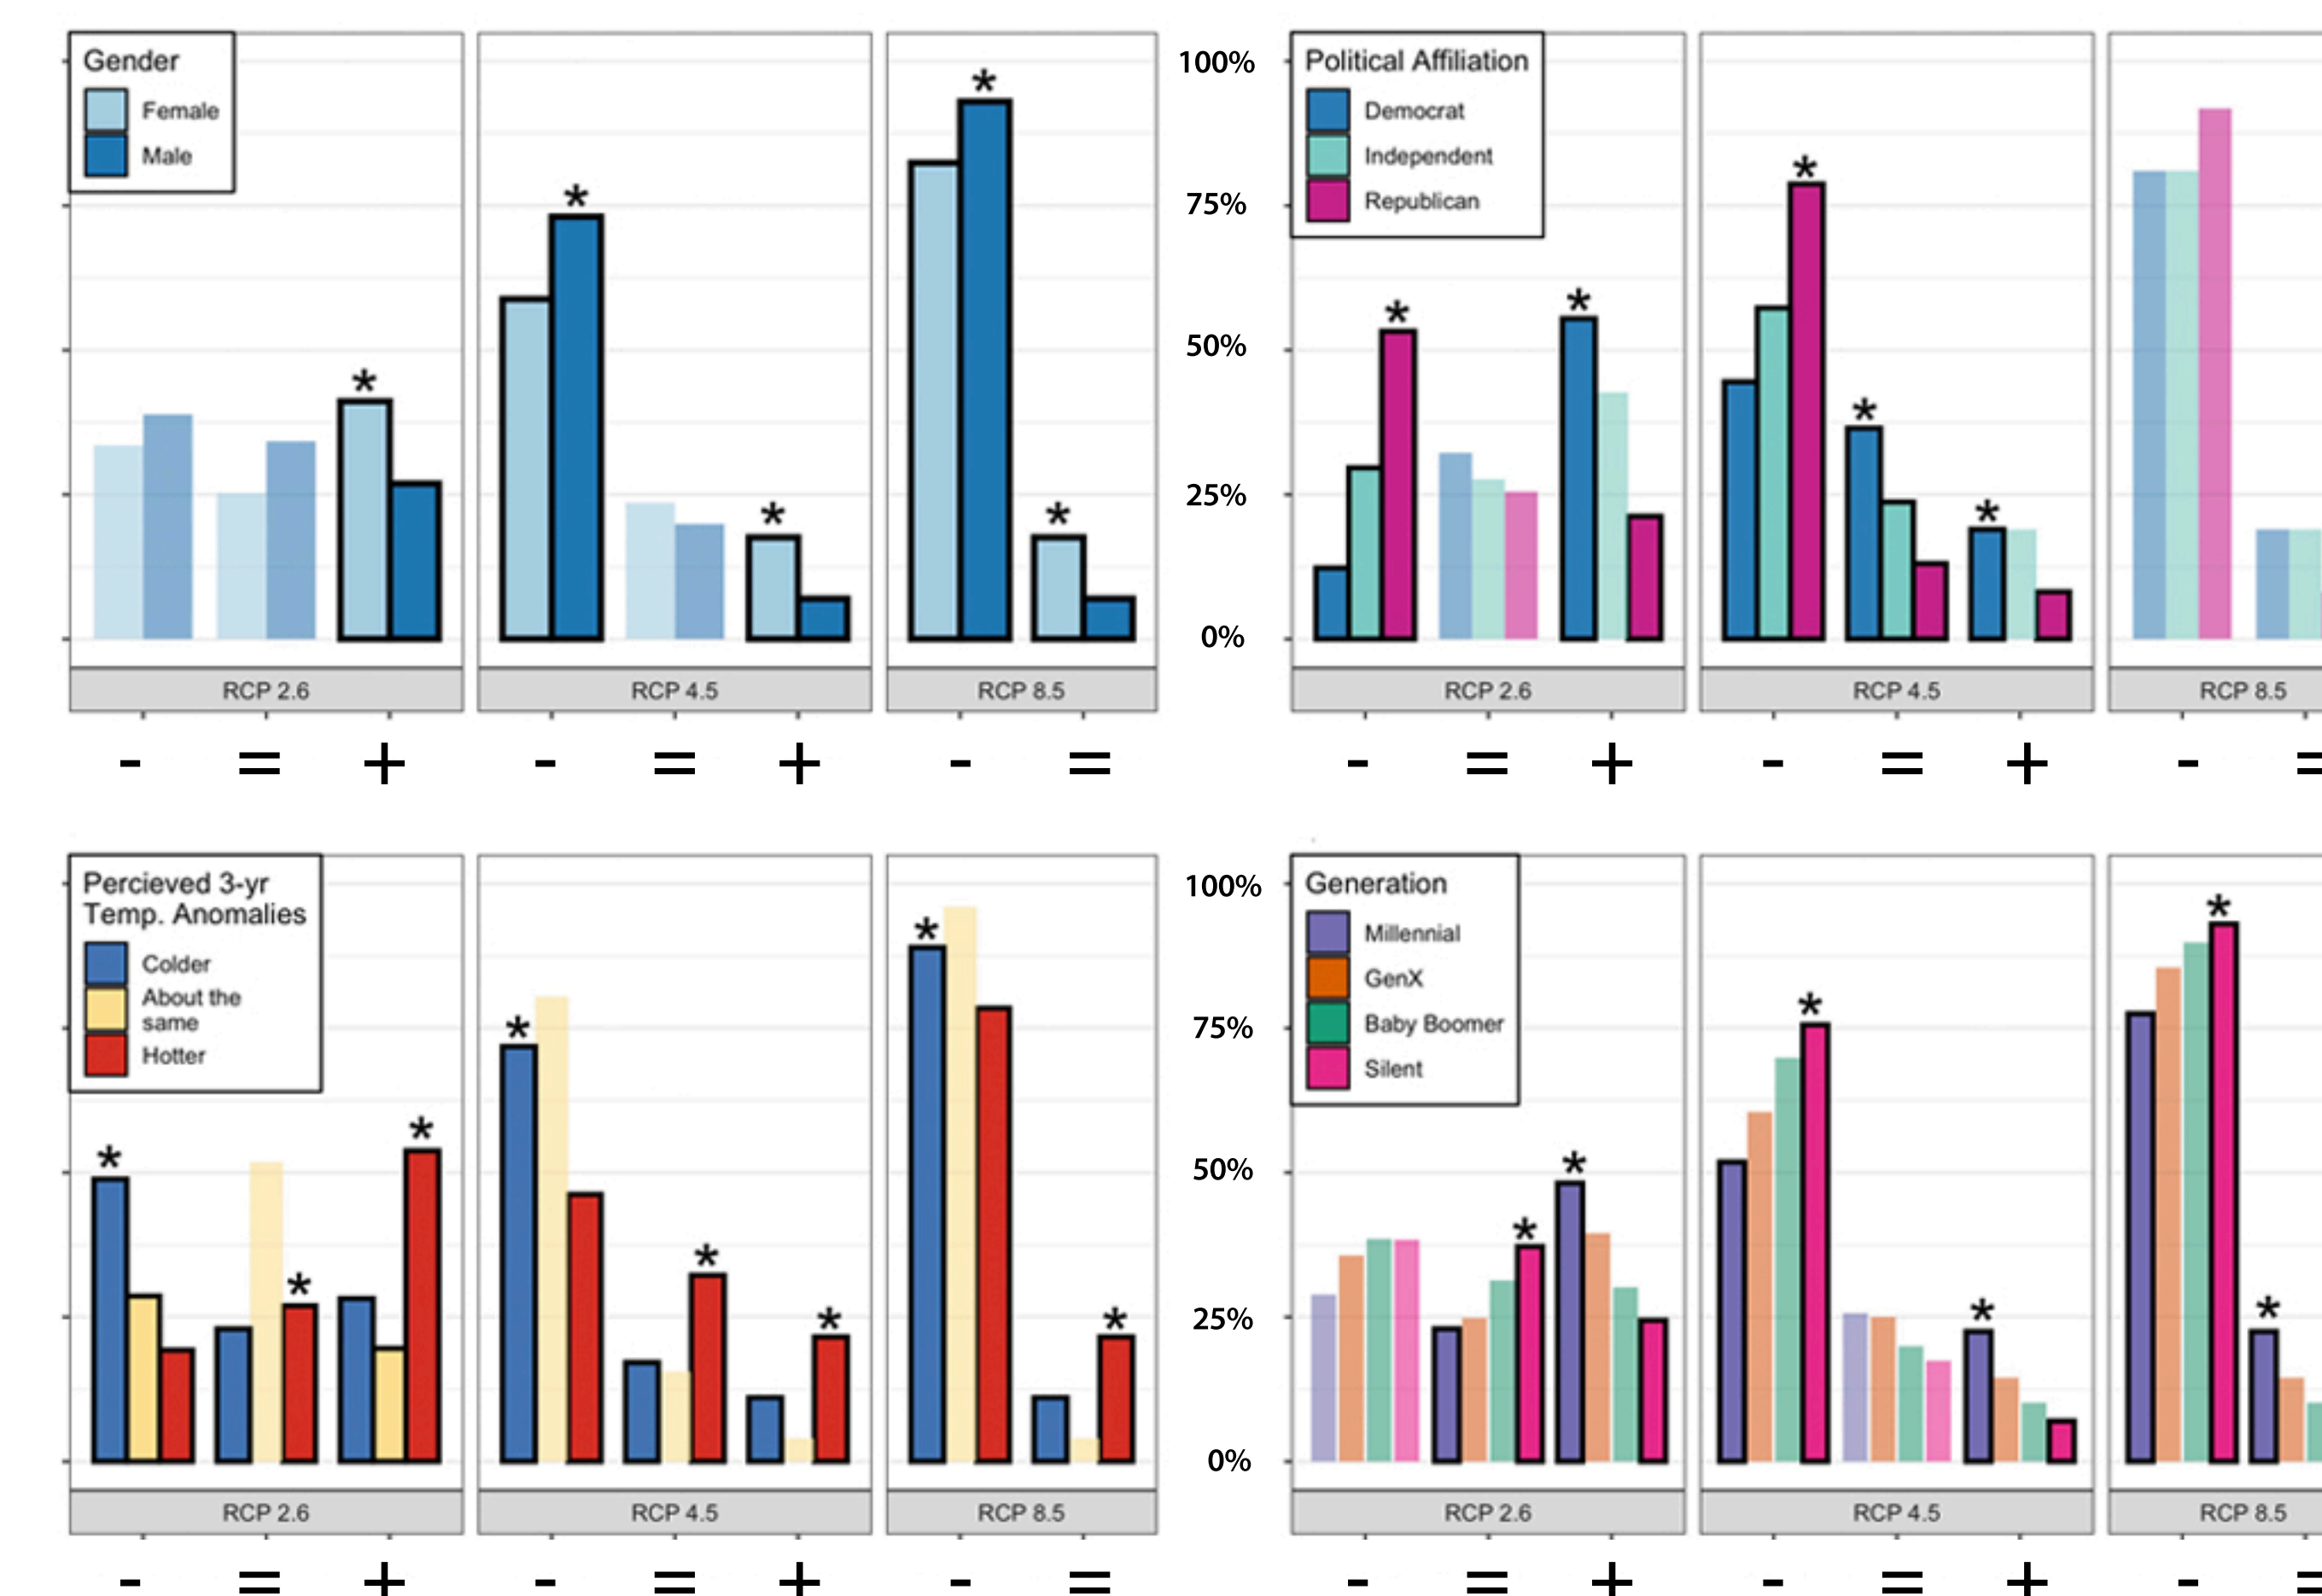 Gender
Female
Male
*
*
*
*
*
RCP 2.6
RCP 4.5
RCP 8.5
- = + - = + - =
100%
75%
50%
25%
0%
Political Affiliation
Democrat
Independent
Republican
*
*
*
*
*
RCP 2.6
RCP 4.5
RCP 8.5
- = + - = + - =
Percieved 3-yr
Temp. Anomalies
Colder
About the
same
Hotter
*
*
*
*
*
*
*
*
RCP 2.6
RCP 4.5
RCP 8.5
- = + - = + - =
100%
75%
50%
25%
0%
Generation
Millennial
GenX
Baby Boomer
Silent
*
*
*
*
*
*
RCP 2.6
RCP 4.5
RCP 8.5
- = + - = + - =